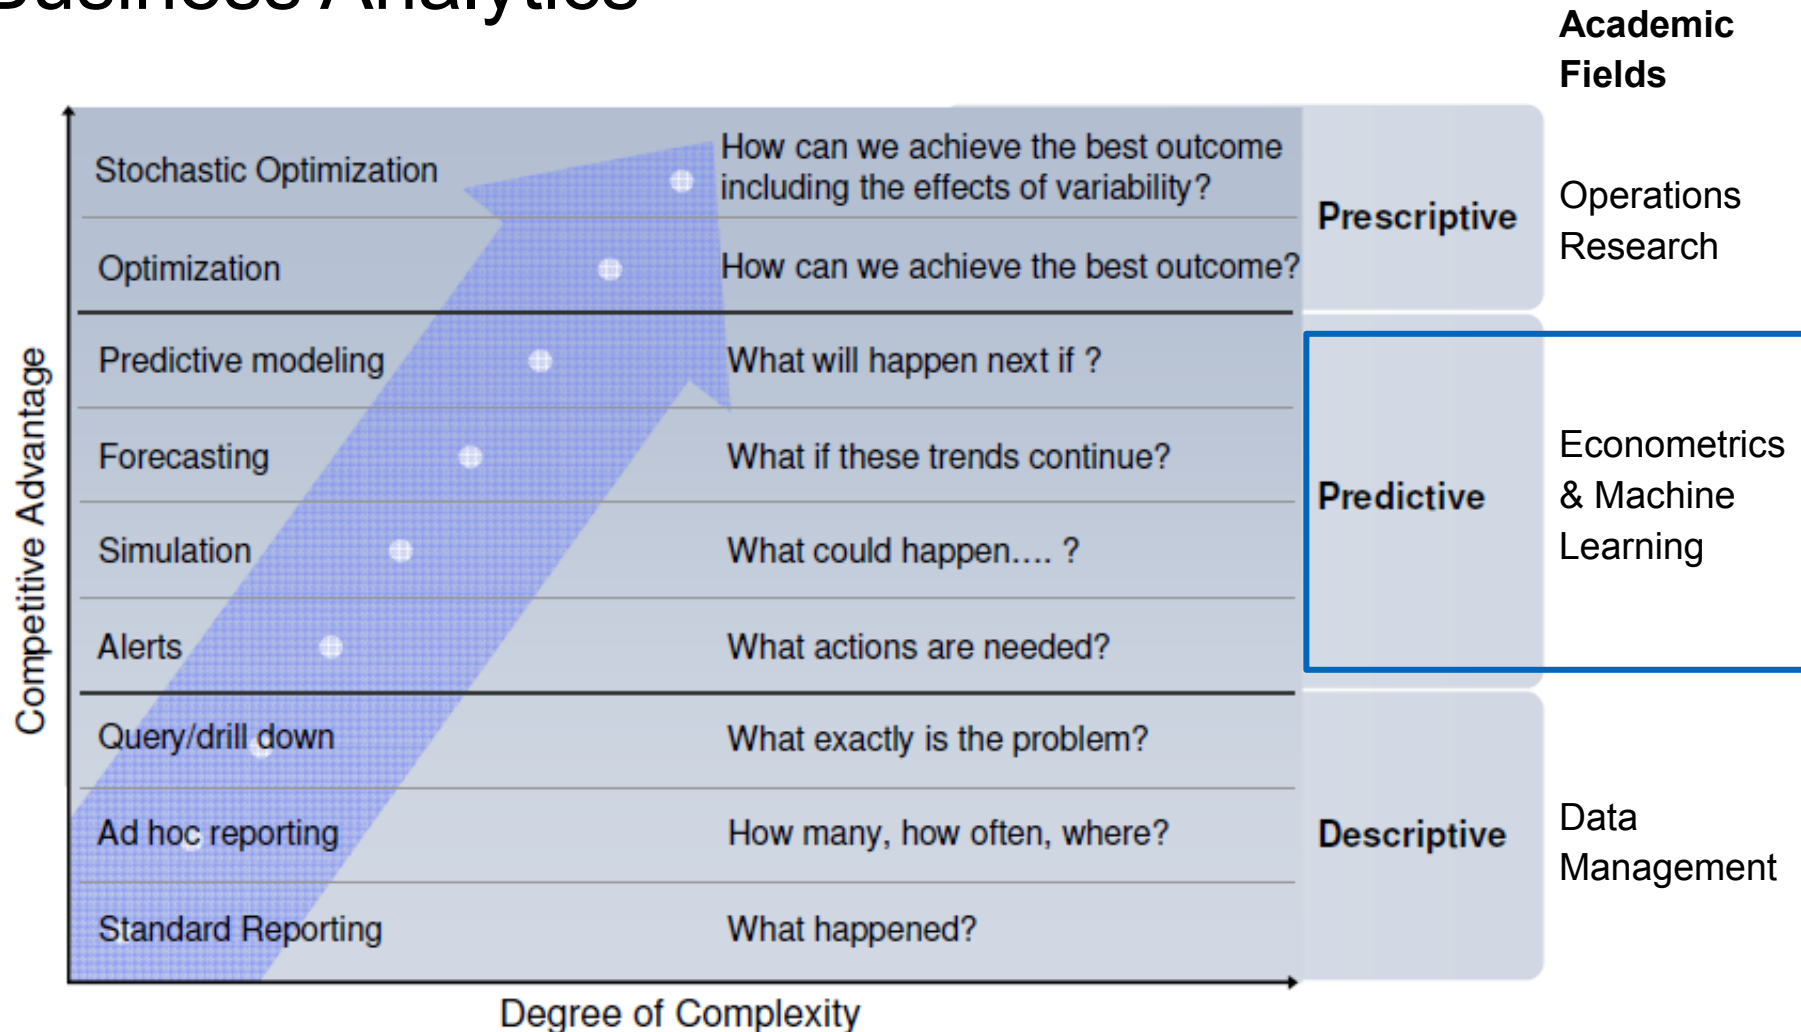 Business Analytics
Academic
Fields
Stochastic Optimization
How can we achieve the best outcome
including the effects of variability?
Prescriptive
Operations
Research
Optimization
How can we achieve the best outcome?
Predictive modeling
What will happen next if ?
Forecasting
What if these trends continue?
Predictive
Econometrics
& Machine
Learning
Simulation
What could happen.... ?
Alerts
What actions are needed?
Query/drill down
What exactly is the problem?
Ad hoc reporting
How many, how often, where?
Descriptive
Data
Management
Standard Reporting
What happened?
Competitive Advantage
Degree of Complexity